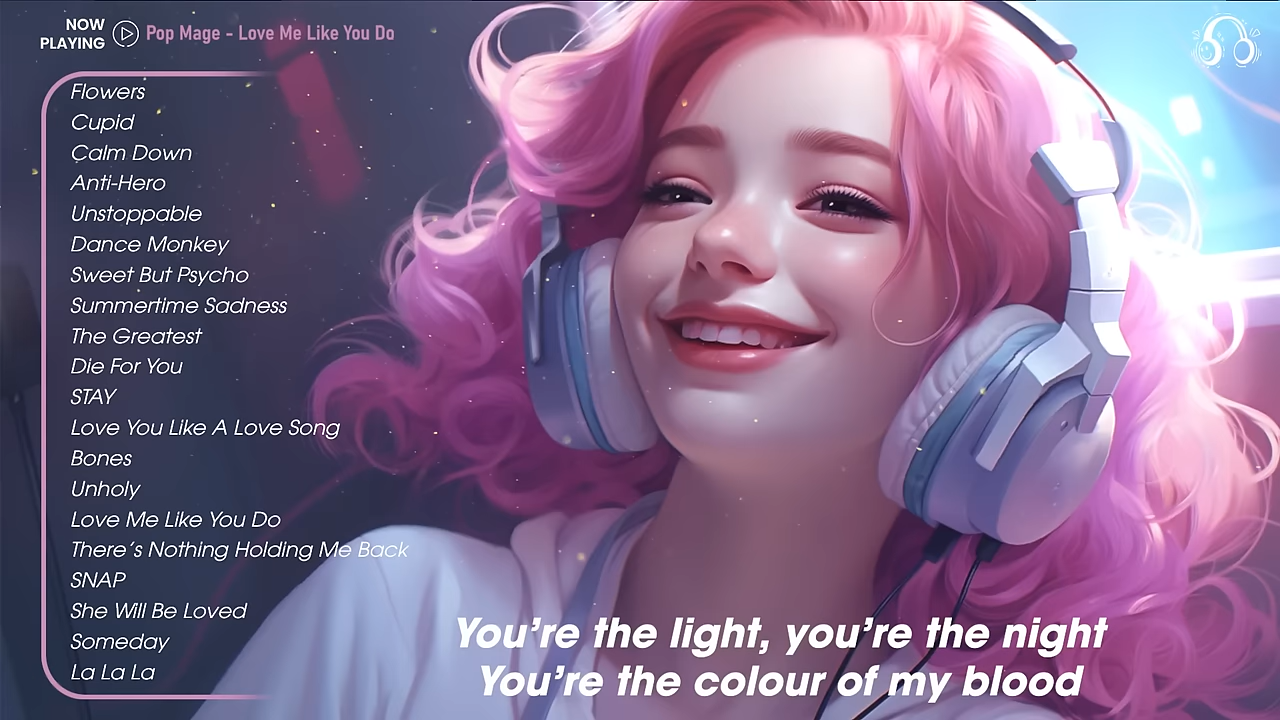 NOW
PLAYING
Pop Mage - Love Me Like You Do
Flowers
Cupid
Calm Down
Anti-Hero
Unstoppable
Dance Monkey
Sweet But Psycho
Summertime Sadness
The Greatest
Die For You
STAY
Love You Like A Love Song
Bones
Unholy
Love Me Like You Do
There´s Nothing Holding Me Back
SNAP
She Will Be Loved
Someday
La La La
You’re the light, you’re the night
You’re the colour of my blood